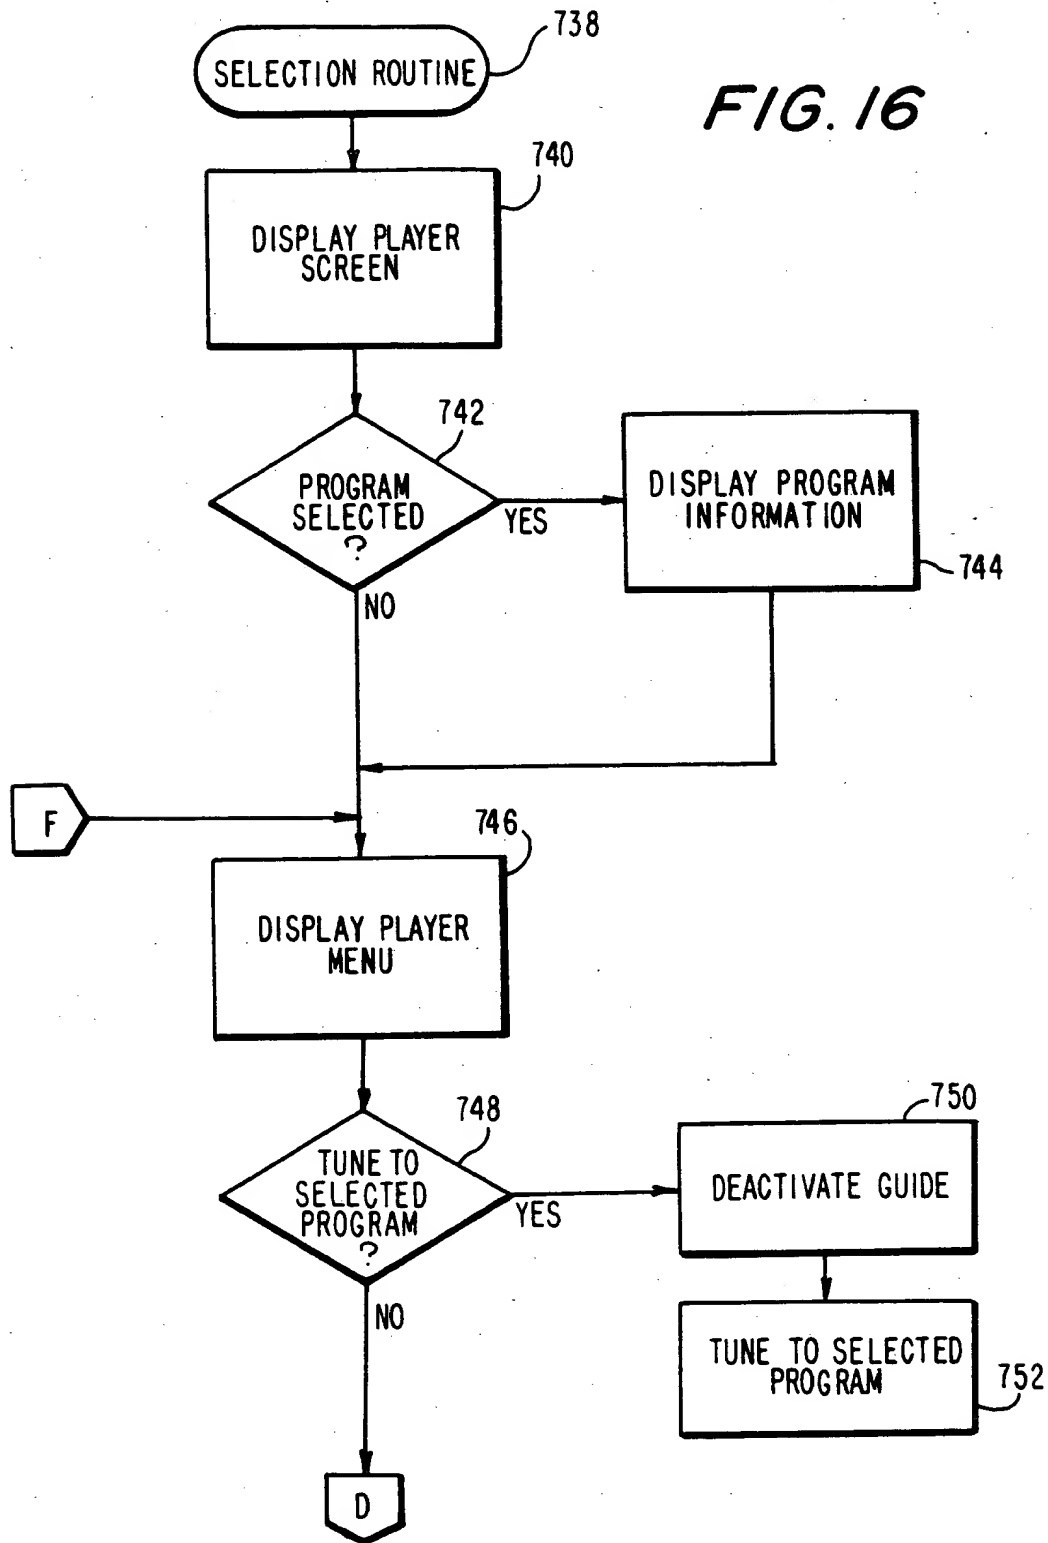 738
SELECTION ROUTINE
FIG. 16
740
DISPLAY PLAYER
SCREEN
742
PROGRAM
SELECTED
?
YES
DISPLAY PROGRAM
INFORMATION
744
NO
F
746
DISPLAY PLAYER
MENU
748
TUNE TO
SELECTED
PROGRAM
?
YES
750
DEACTIVATE GUIDE
NO
TUNE TO SELECTED
PROGRAM
752
D